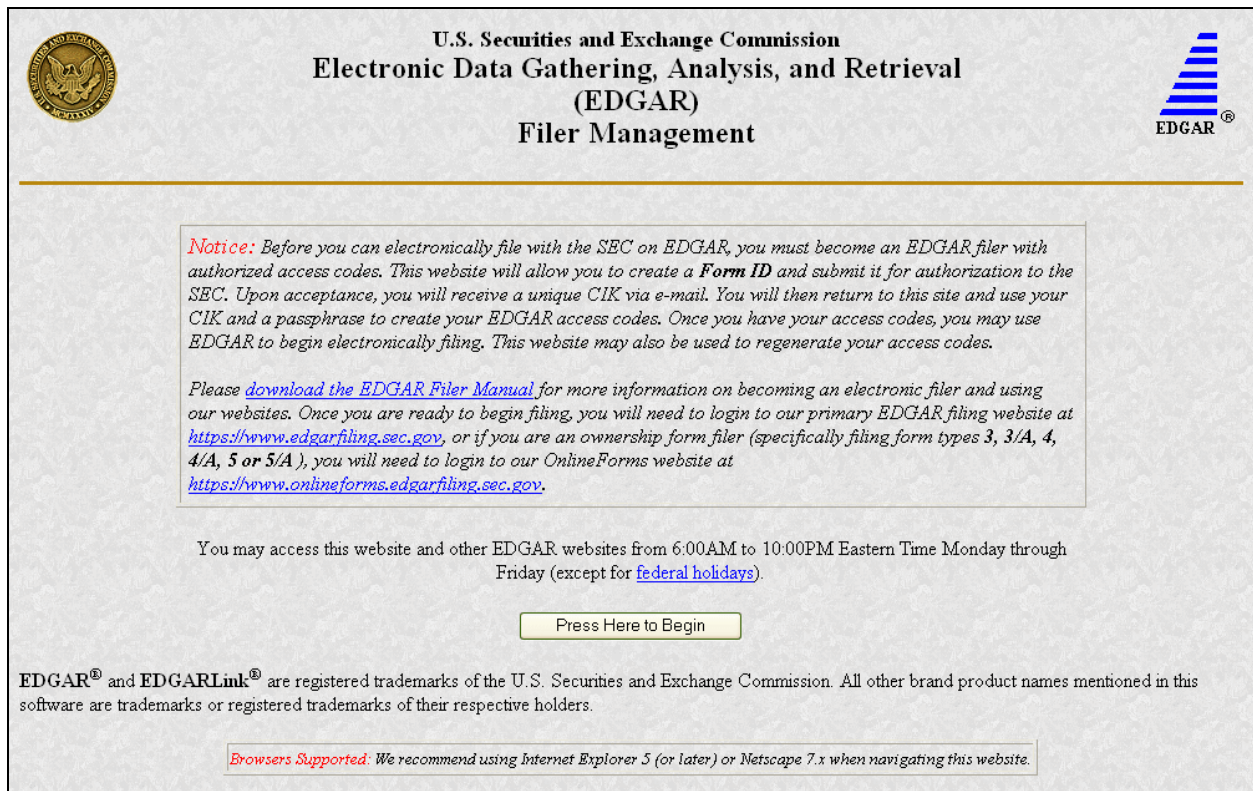 U.S. Securities and Exchange Commission
Electronic Data Gathering, Analysis, and Retrieval
(EDGAR)
Filer Management
EDGAR ®
Notice: Before you can electronically file with the SEC on EDGAR, you must become an EDGAR filer with
authorized access codes. This website will allow you to create a Form ID and submit it for authorization to the
SEC. Upon acceptance, you will receive a unique CIK via e-mail. You will then return to this site and use your
CIK and a passphrase to create your EDGAR access codes. Once you have your access codes, you may use
EDGAR to begin electronically filing. This website may also be used to regenerate your access codes.
Please download the EDGAR Filer Manual for more information on becoming an electronic filer and using
our websites. Once you are ready to begin filing, you will need to login to our primary EDGAR filing website at
https://www.edgarfiling.sec.gov, or if you are an ownership form filer (specifically filing form types 3, 3/A, 4,
4/A, 5 or 5/A ), you will need to login to our OnlineForms website at
https://www.onlineforms.edgarfiling.sec.gov.
You may access this website and other EDGAR websites from 6:00AM to 10:00PM Eastern Time Monday through
Friday (except for federal holidays).
Press Here to Begin
EDGAR® and EDGARLink® are registered trademarks of the U.S. Securities and Exchange Commission. All other brand product names mentioned in this
software are trademarks or registered trademarks of their respective holders.
Browsers Supported: We recommend using Internet Explorer 5 (or later) or Netscape 7.x when navigating this website.